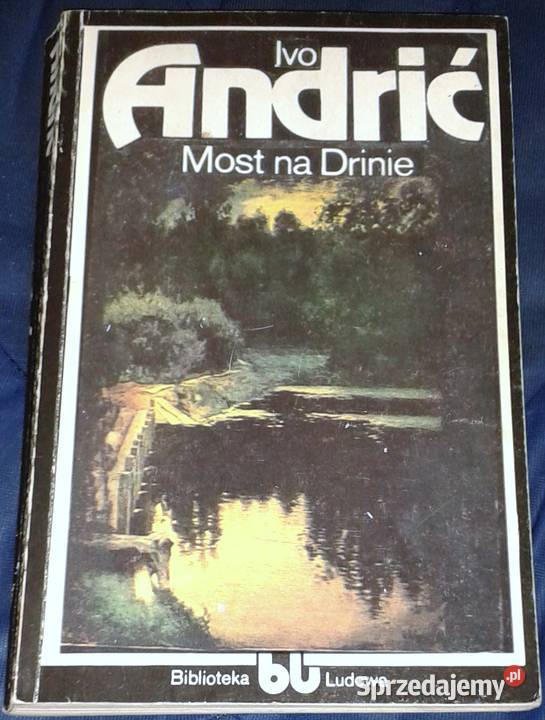 Ivo
Andrić
Most na Drinie
Biblioteka bl Ludowa
Sprzedajemy.pl